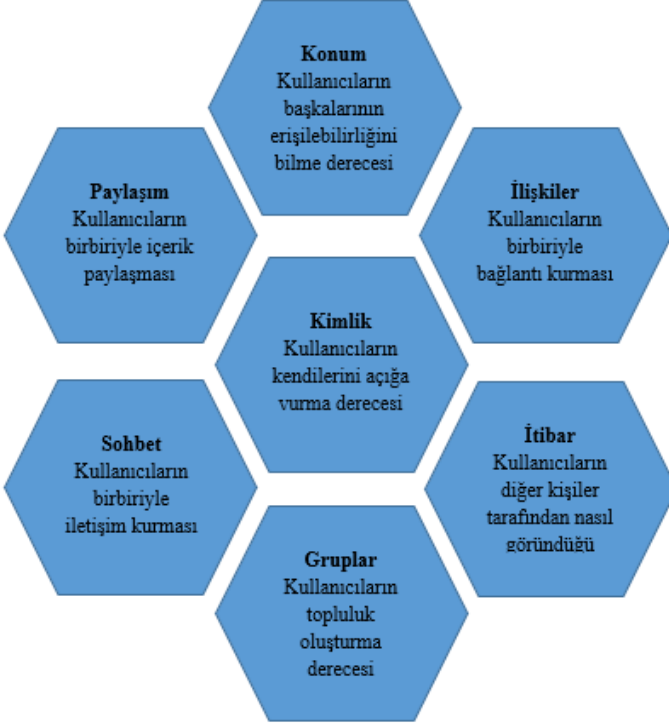 Konum
Kullanıcıların
başkalarının
erişilebilirliğini
bilme derecesi
Paylaşım
Kullanıcıların
birbiriyle içerik
paylaşması
İlişkiler
Kullanıcıların
birbiriyle
bağlantı kurması
Kimlik
Kullanıcıların
kendilerini açığa
vurma derecesi
Sohbet
Kullanıcıların
birbiriyle
iletişim kurması
İtibar
Kullanıcıların
diğer kişiler
tarafından nasıl
göründüğü
Gruplar
Kullanıcıların
topluluk
oluşturma
derecesi